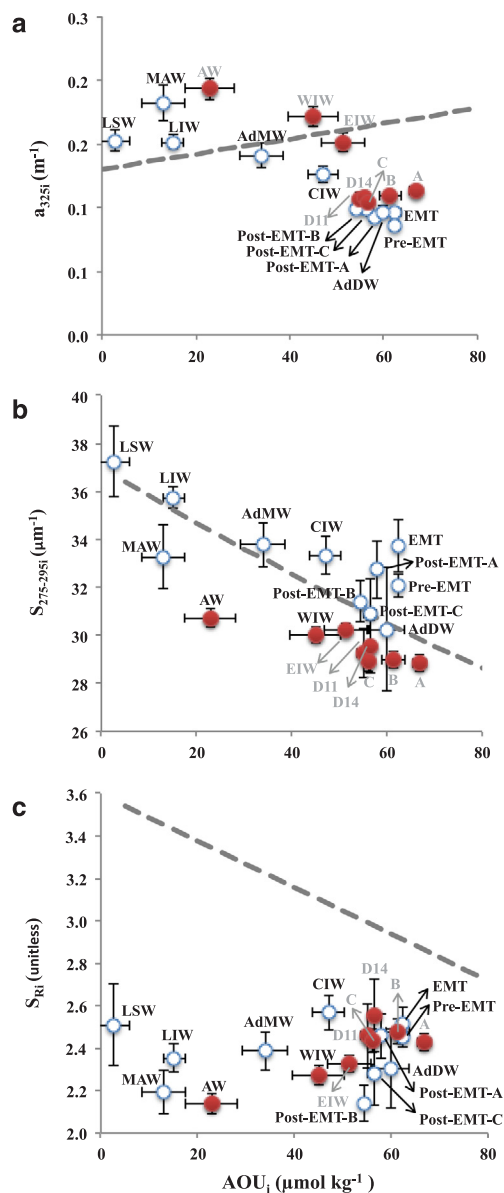 a
0.3
0.2
0.2
0.1
0.1
0.0
a325i (m-1)
LSW
MAW
LIW
AW
AdMW
WIW
EIW
CIW
C
D14
B
A
D11
Post-EMT-B
Post-EMT-C
Post-EMT-A
AdDW
EMT
Pre-EMT
0 20 40 60 80
b
40
38
36
34
32
30
28
26
S275-295i (μm-1)
LSW
LIW
MAW
AW
AdMW
CIW
EMT
Post-EMT-A
Post-EMT-B
Pre-EMT
Post-EMT-C
WIW
AdDW
EIW
D11
D14
C
B
A
0 20 40 60 80
c
3.6
3.4
3.2
3.0
2.8
2.6
2.4
2.2
2.0
SRi (unitless)
LSW
LIW
MAW
AW
AdMW
CIW
D14
B
EMT
C
Pre-EMT
D11
A
WIW
EIW
AdDW
Post-EMT-A
Post-EMT-B
Post-EMT-C
0 20 40 60 80
AOUi (μmol kg-1)